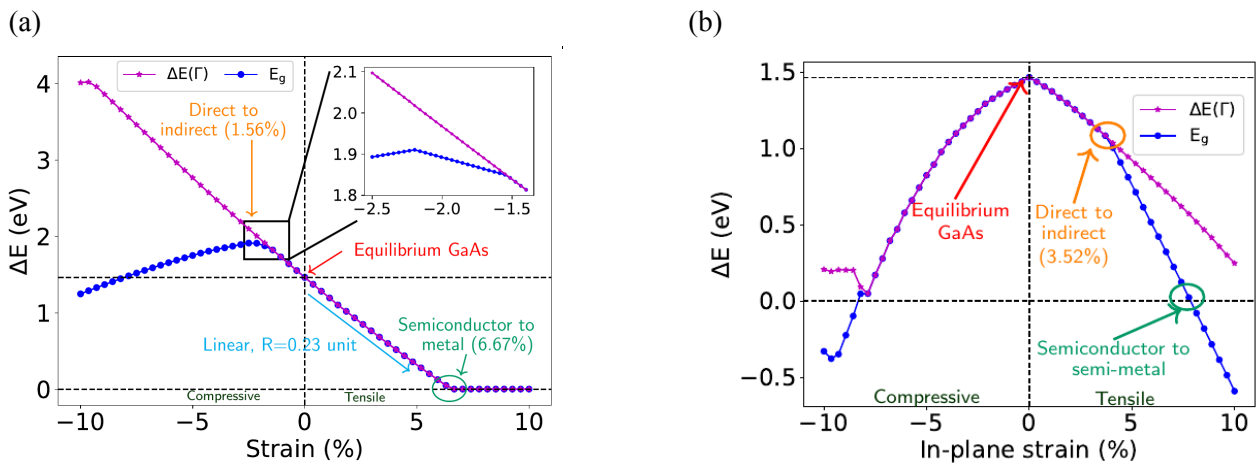 (a)
ΔE(Γ) E_g
Direct to
indirect (1.56%)
2.1
2.0
1.9
1.8
−2.5 −2.0 −1.5
4
3
2
1
0
ΔE (eV)
Equilibrium GaAs
Linear, R=0.23 unit
Semiconductor to
metal (6.67%)
Compressive Tensile
−10 −5 0 5 10
Strain (%)
(b)
1.5
1.0
0.5
0.0
−0.5
ΔE (eV)
ΔE(Γ)
E_g
Equilibrium
GaAs
Direct to
indirect
(3.52%)
Semiconductor to
semi-metal
Compressive Tensile
−10 −5 0 5 10
In-plane strain (%)